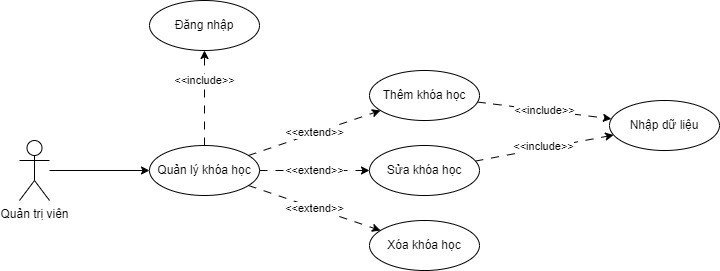 Đăng nhập
<<include>>
Thêm khóa học
<<include>>
Nhập dữ liệu
<<extend>>
<<include>>
Quản lý khóa học
<<extend>>
Sửa khóa học
<<extend>>
Quản trị viên
Xóa khóa học